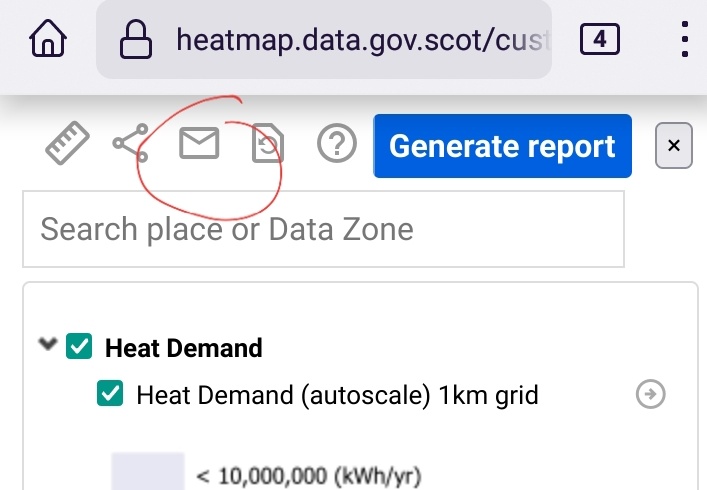 heatmap.data.gov.scot/cust
4
Generate report
×
Search place or Data Zone
Heat Demand
Heat Demand (autoscale) 1km grid
< 10,000,000 (kWh/yr)